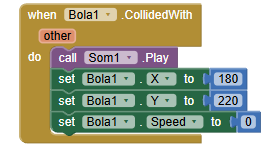 when Bola1 .CollidedWith
other
do call Som1 .Play
set Bola1 . X to 180
set Bola1 . Y to 220
set Bola1 . Speed to 0